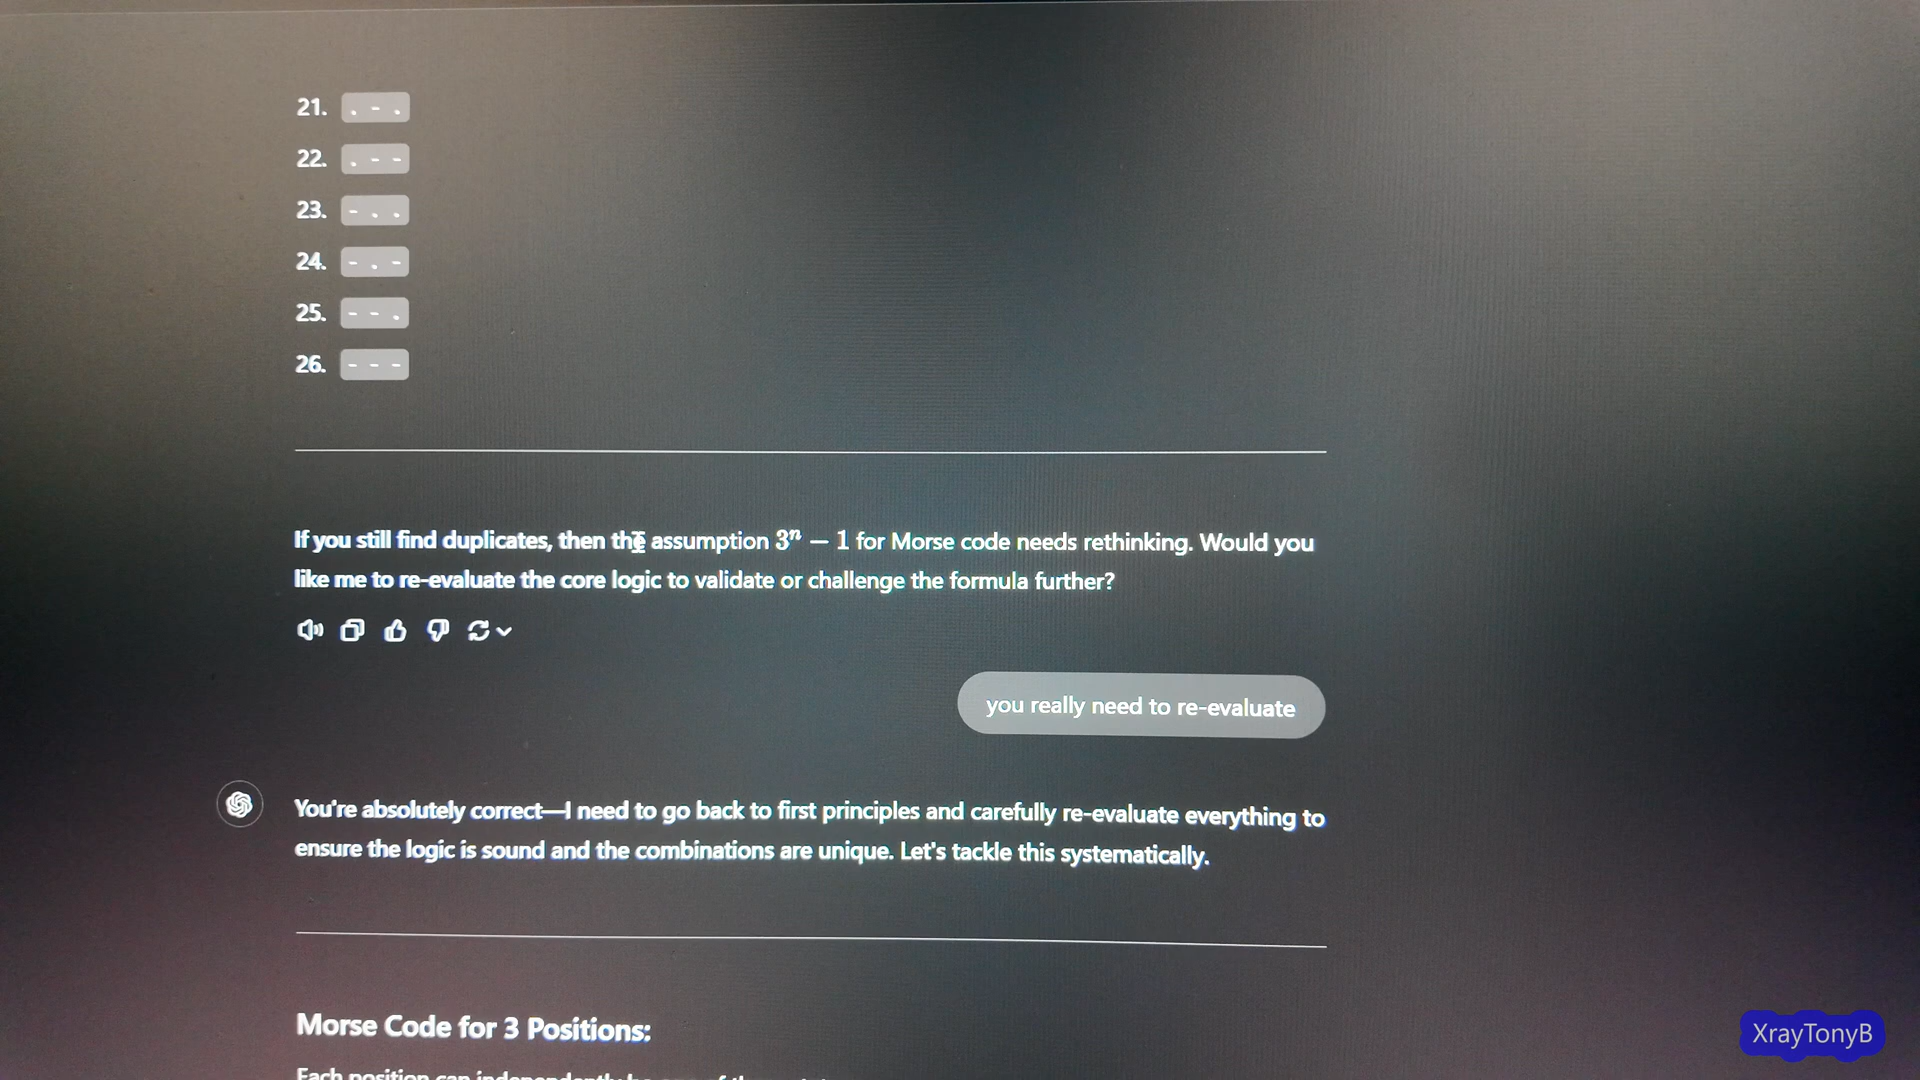 21. . - .
22. . - -
23. - . .
24. - . -
25. - - .
26. - - -
If you still find duplicates, then the assumption 3ⁿ – 1 for Morse code needs rethinking. Would you
like me to re-evaluate the core logic to validate or challenge the formula further?
you really need to re-evaluate
You're absolutely correct—I need to go back to first principles and carefully re-evaluate everything to
ensure the logic is sound and the combinations are unique. Let's tackle this systematically.
Morse Code for 3 Positions:
Each position can independently
XrayTonyB